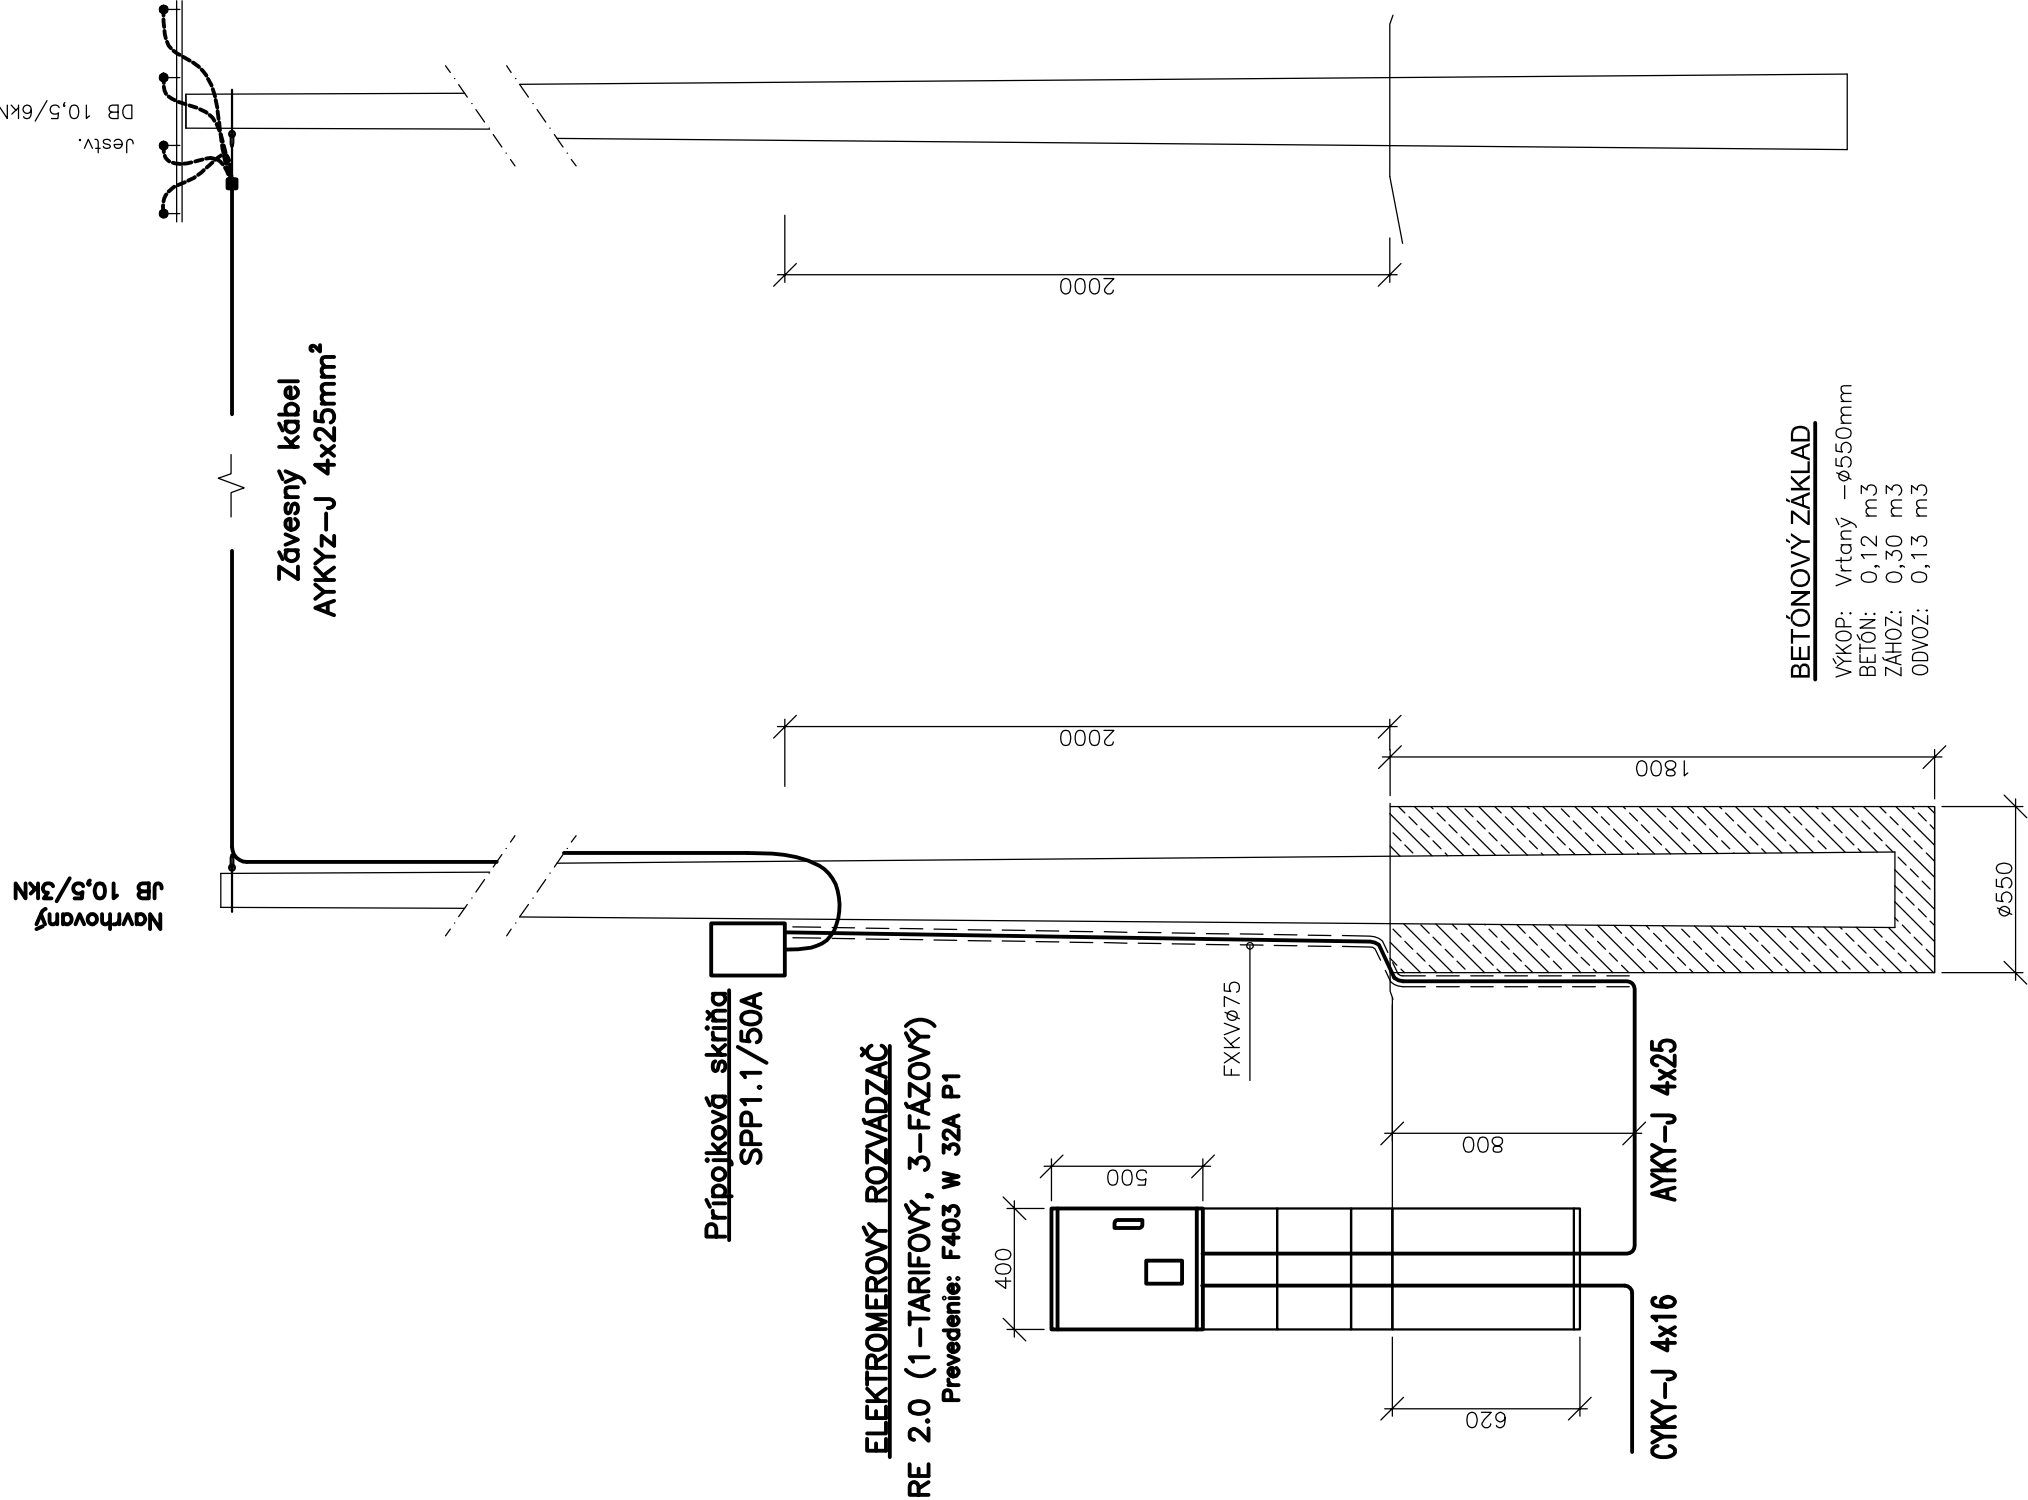 Jestv.
DB 10,5/6kN
2000
Závesný kábel
AYKYz-J 4x25mm²
BETÓNOVÝ ZÁKLAD
VÝKOP: Vrtaný -ø550mm
BETÓN: 0,12 m3
ZÁHOZ: 0,30 m3
ODVOZ: 0,13 m3
2000
1800
ø550
Navrhovaný
JB 10,5/3kN
Prípojková skriňa
SPP1.1/50A
FXKVø75
ELEKTROMEROVÝ ROZVÁDZAČ
RE 2.0 (1-TARIFOVÝ, 3-FÁZOVÝ)
Prevedenie: F403 W 32A P1
500
400
800
620
AYKY-J 4x25
CYKY-J 4x16